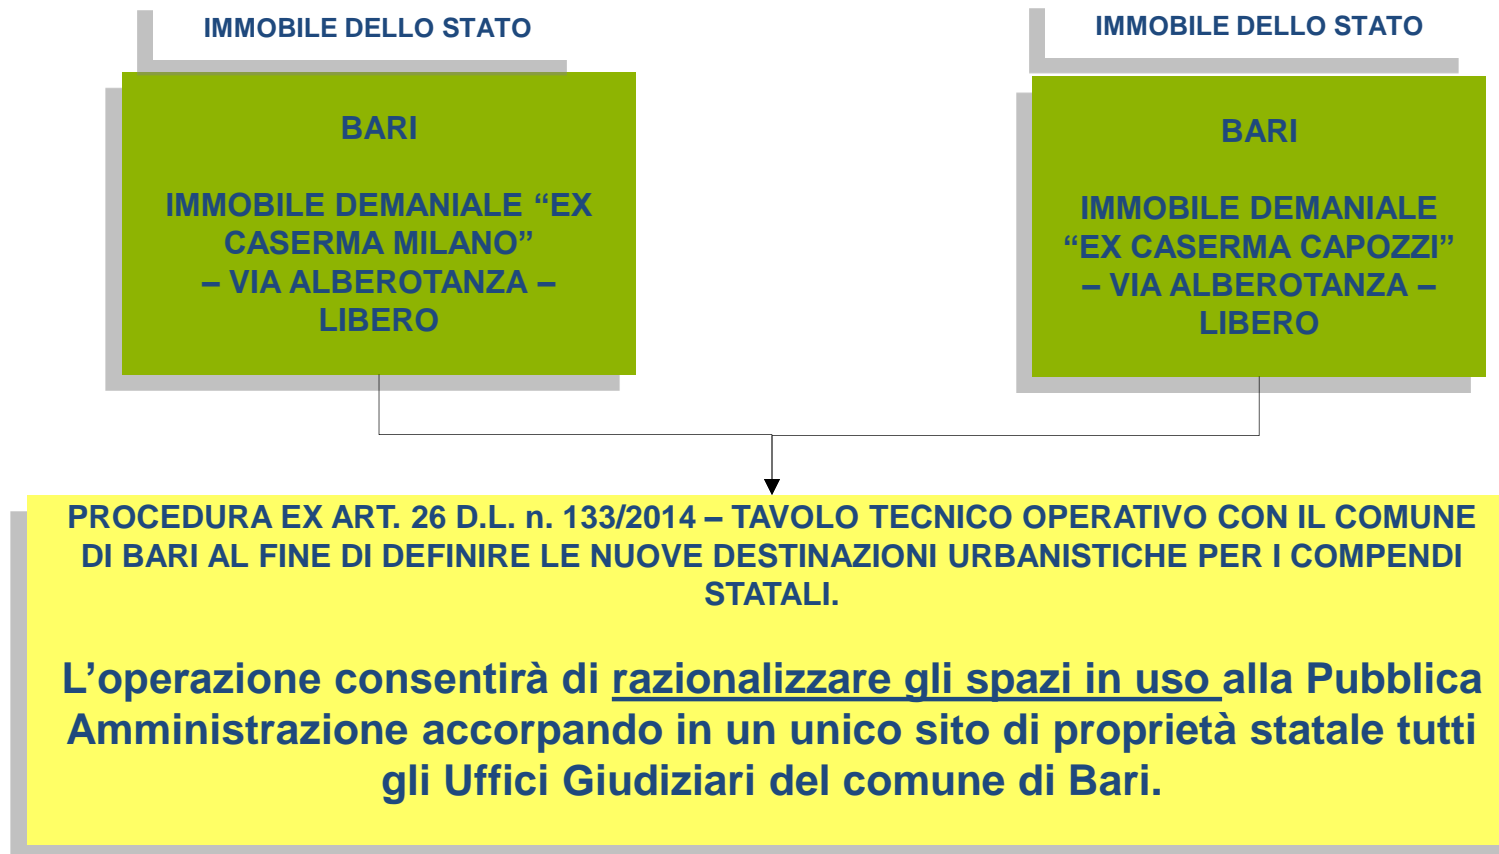 IMMOBILE DELLO STATO
BARI
IMMOBILE DEMANIALE “EX
CASERMA MILANO”
– VIA ALBEROTANZA –
LIBERO
IMMOBILE DELLO STATO
BARI
IMMOBILE DEMANIALE
“EX CASERMA CAPOZZI”
– VIA ALBEROTANZA –
LIBERO
PROCEDURA EX ART. 26 D.L. n. 133/2014 – TAVOLO TECNICO OPERATIVO CON IL COMUNE
DI BARI AL FINE DI DEFINIRE LE NUOVE DESTINAZIONI URBANISTICHE PER I COMPENDI
STATALI.
L’operazione consentirà di razionalizzare gli spazi in uso alla Pubblica
Amministrazione accorpando in un unico sito di proprietà statale tutti
gli Uffici Giudiziari del comune di Bari.